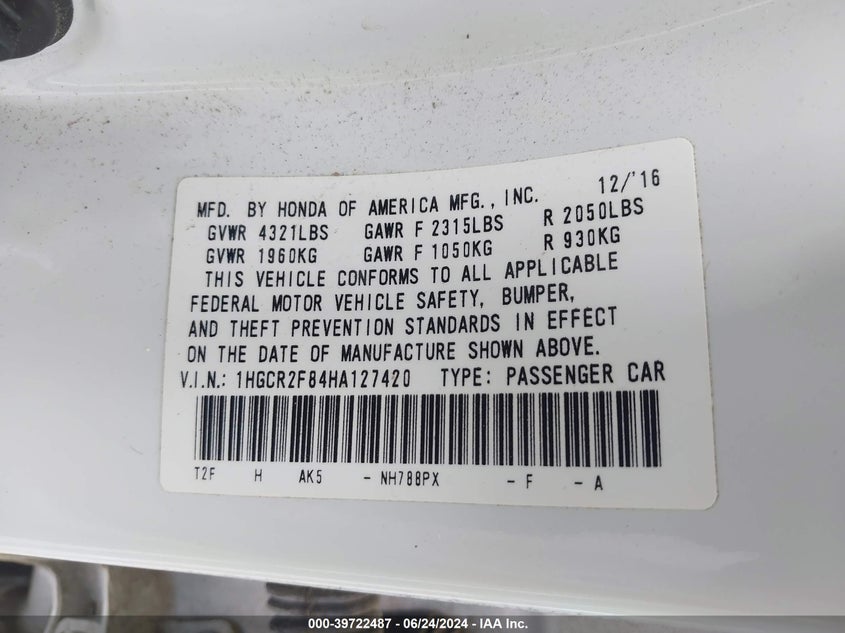 MFD. BY HONDA OF AMERICA MFG., INC. 12/'16
GVWR 4321LBS GAWR F 2315LBS R 2050LBS
GVWR 1960KG GAWR F 1050KG R 930KG
THIS VEHICLE CONFORMS TO ALL APPLICABLE
FEDERAL MOTOR VEHICLE SAFETY, BUMPER,
AND THEFT PREVENTION STANDARDS IN EFFECT
ON THE DATE OF MANUFACTURE SHOWN ABOVE.
V.I.N.: 1HGCR2F84HA127420 TYPE: PASSENGER CAR
T2F H AK5 - NH788PX - F - A
000-39722487 - 06/24/2024 - IAA Inc.